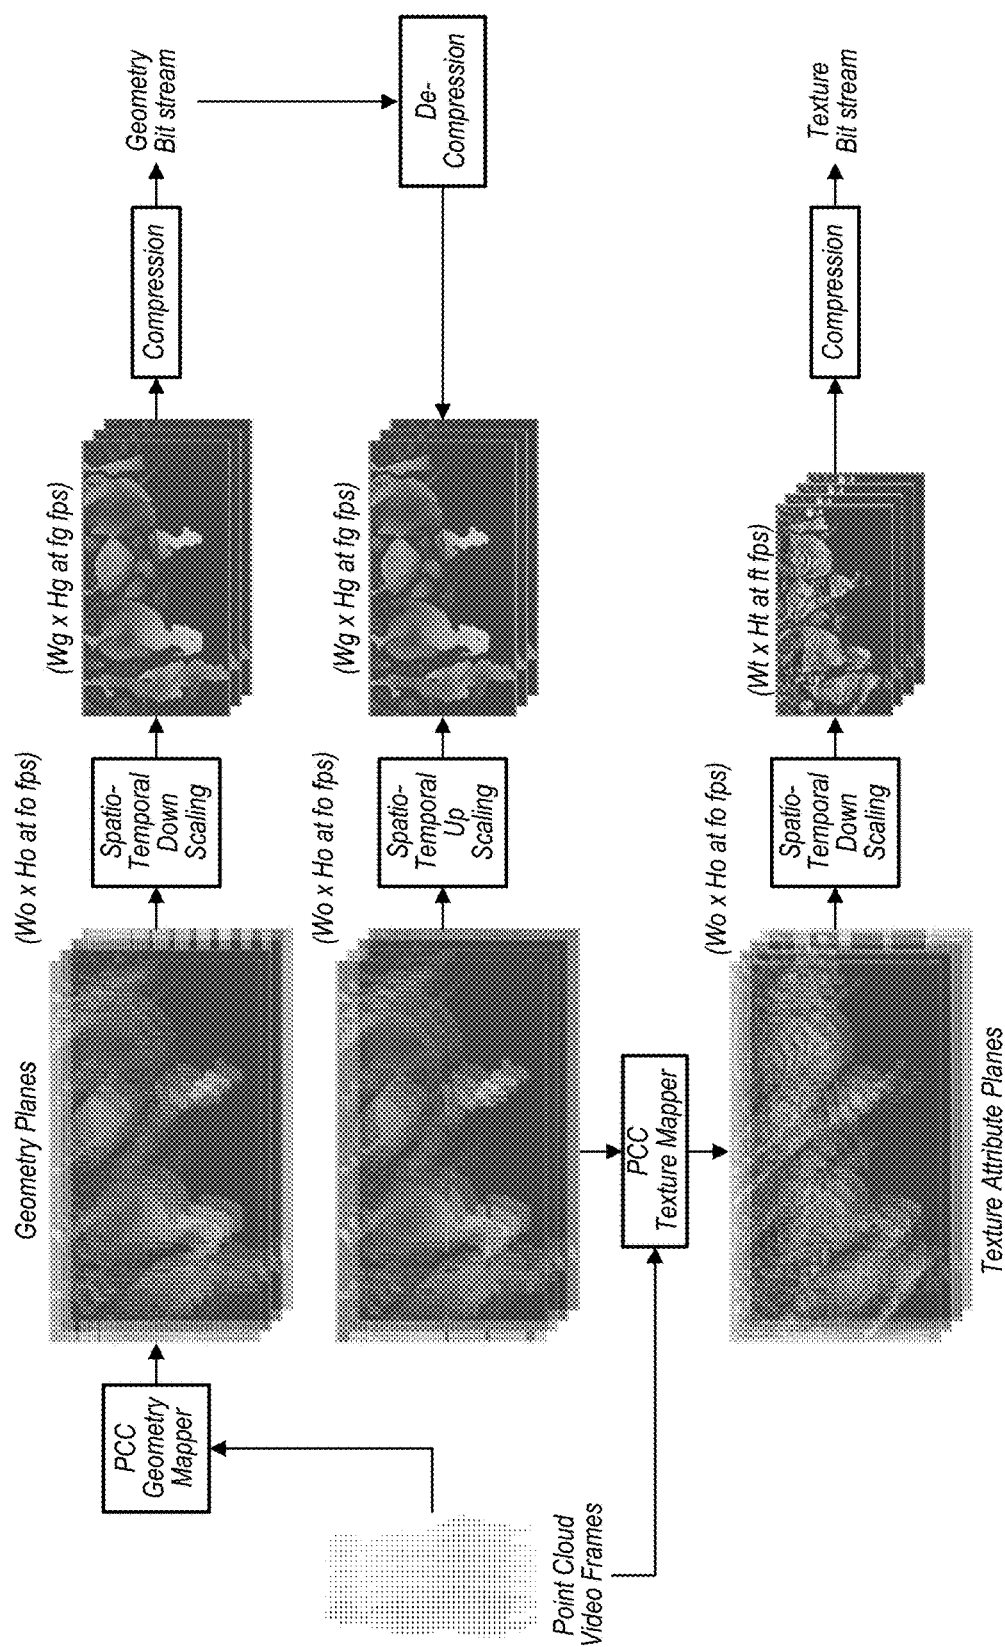 Point Cloud
Video Frames
PCC
Geometry
Mapper
Geometry Planes
(Wo x Ho at fo fps)
Spatio-
Temporal
Down
Scaling
(Wg x Hg at fg fps)
Compression
Geometry
Bit stream
(Wo x Ho at fo fps)
Spatio-
Temporal
Up
Scaling
(Wg x Hg at fg fps)
De-
Compression
PCC
Texture Mapper
Texture Attribute Planes
(Wo x Ho at fo fps)
Spatio-
Temporal
Down
Scaling
(Wt x Ht at ft fps)
Compression
Texture
Bit stream